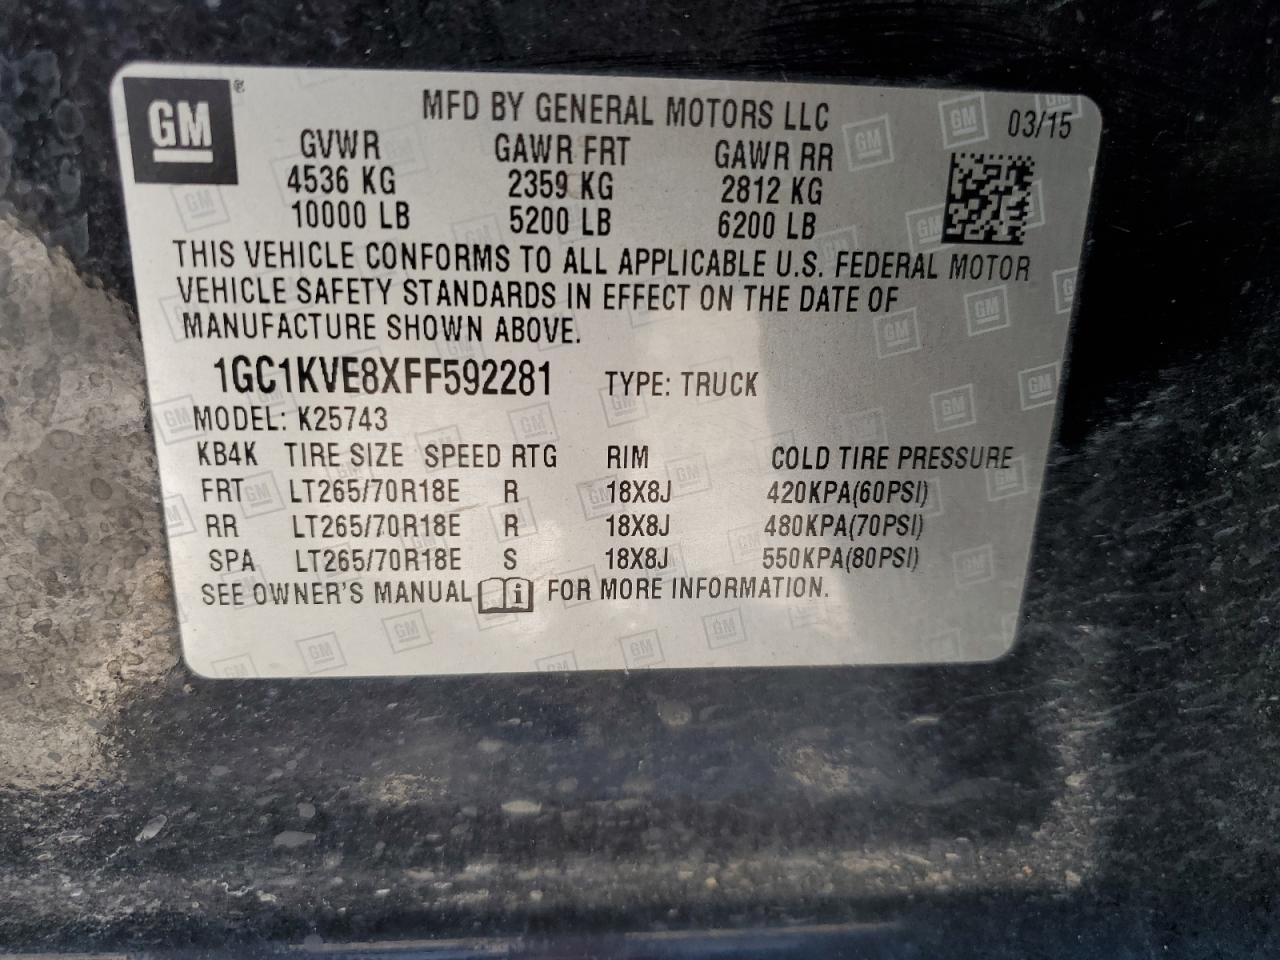 GM ®
MFD BY GENERAL MOTORS LLC 03/15
GVWR GAWR FRT GAWR RR
4536 KG 2359 KG 2812 KG
10000 LB 5200 LB 6200 LB
THIS VEHICLE CONFORMS TO ALL APPLICABLE U.S. FEDERAL MOTOR
VEHICLE SAFETY STANDARDS IN EFFECT ON THE DATE OF
MANUFACTURE SHOWN ABOVE.
1GC1KVE8XFF592281 TYPE: TRUCK
MODEL: K25743
KB4K TIRE SIZE SPEED RTG RIM COLD TIRE PRESSURE
FRT LT265/70R18E R 18X8J 420KPA(60PSI)
RR LT265/70R18E R 18X8J 480KPA(70PSI)
SPA LT265/70R18E S 18X8J 550KPA(80PSI)
SEE OWNER'S MANUAL i FOR MORE INFORMATION.